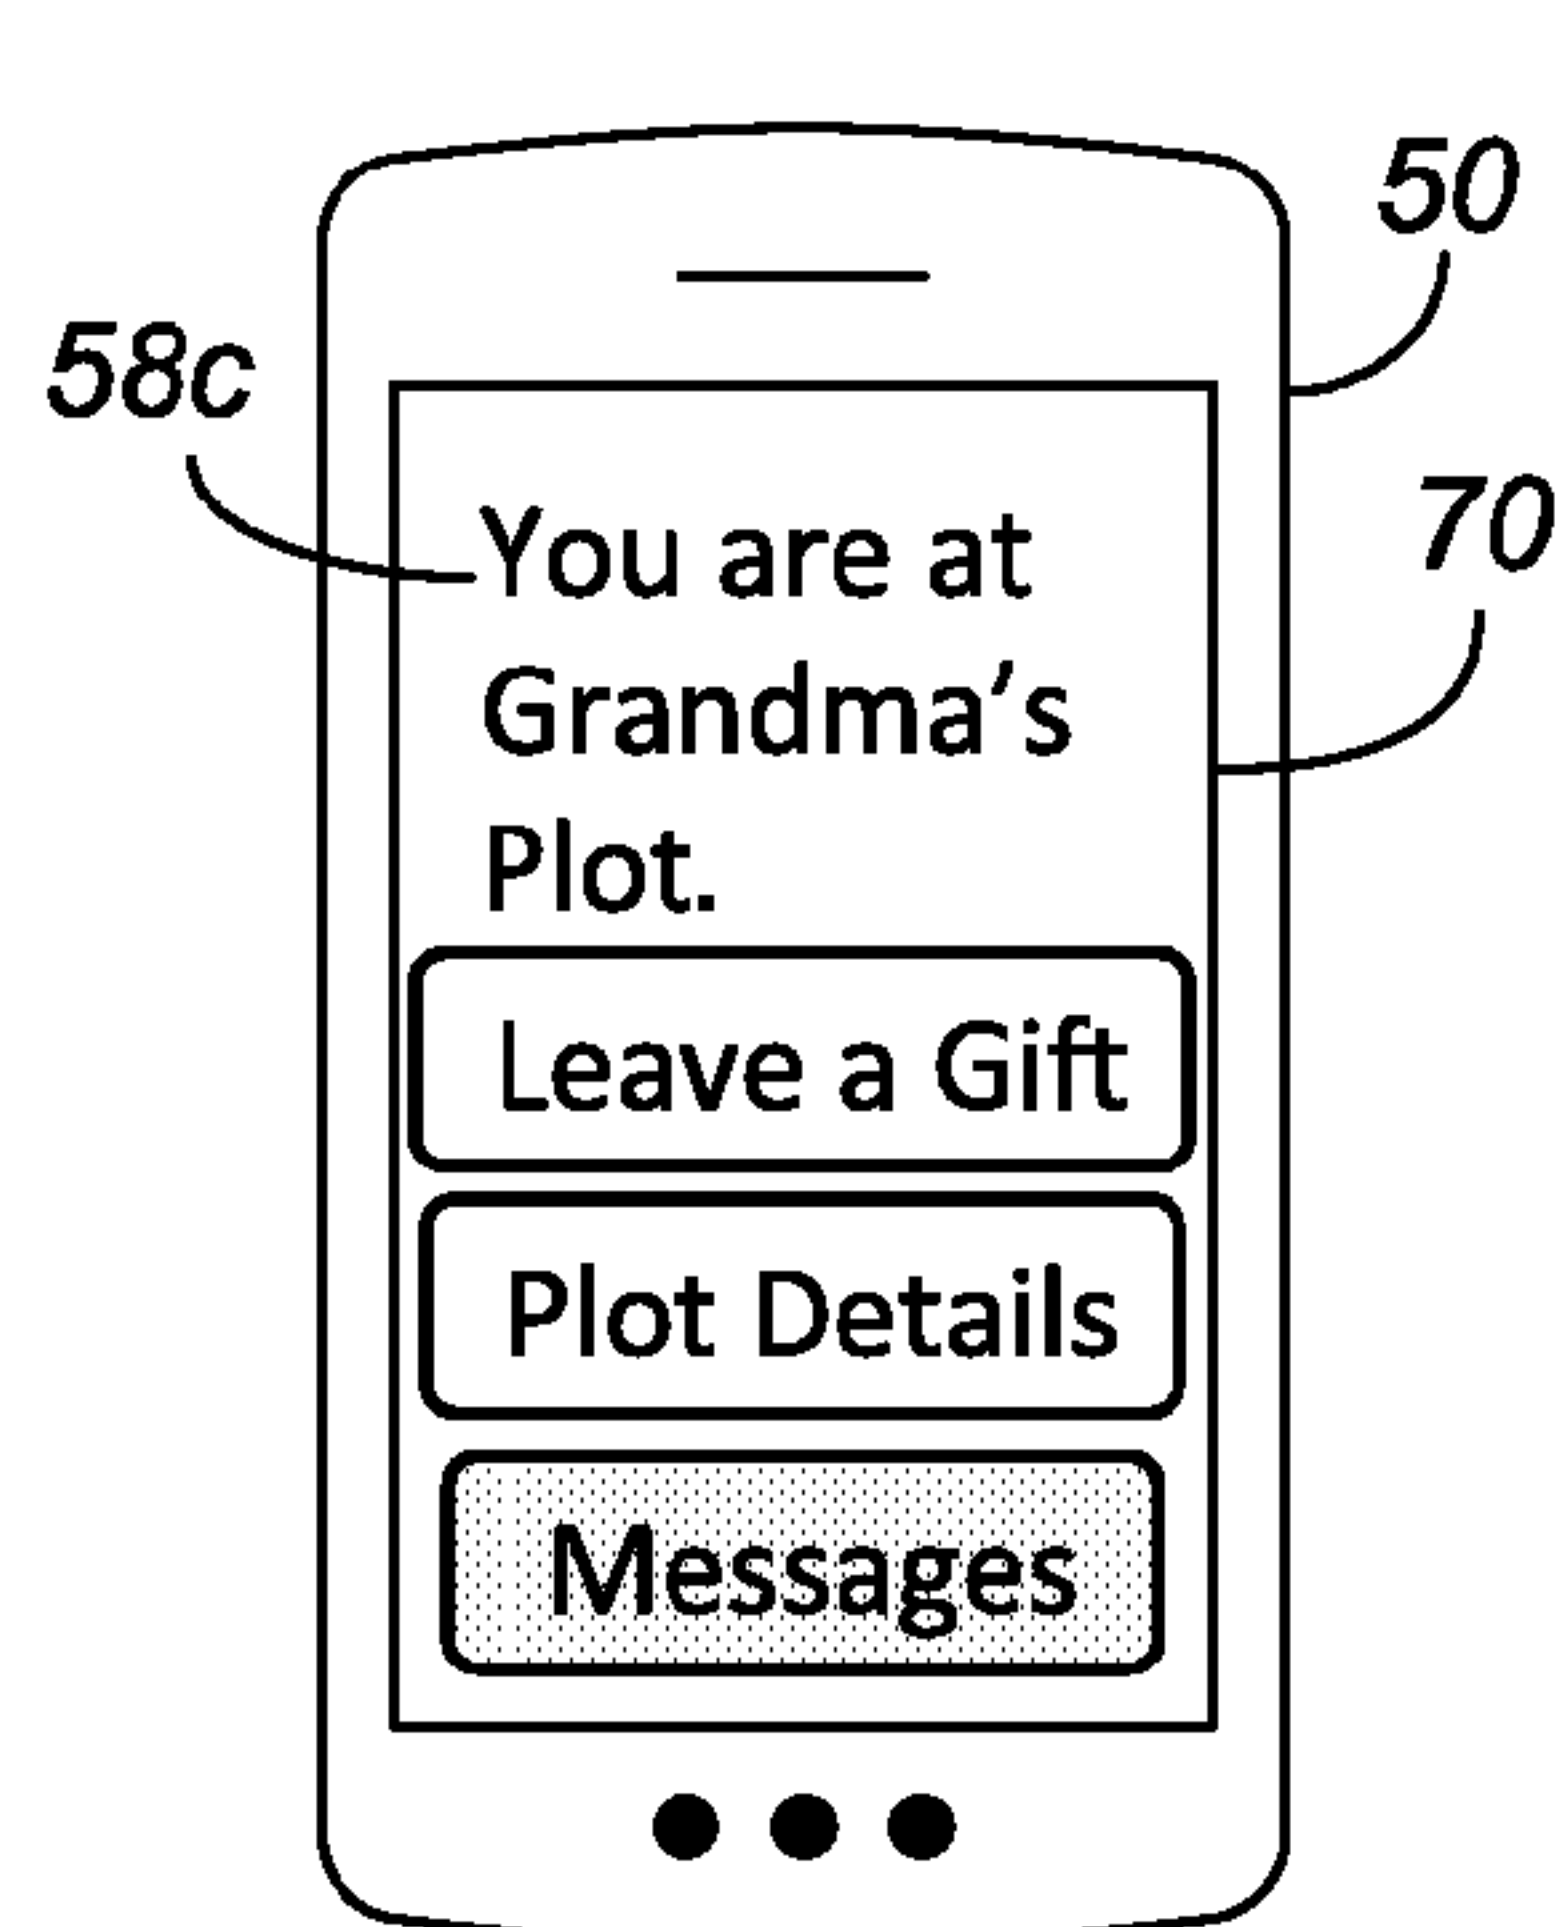 50
58c
70
You are at
Grandma’s
Plot.
Leave a Gift
Plot Details
Messages